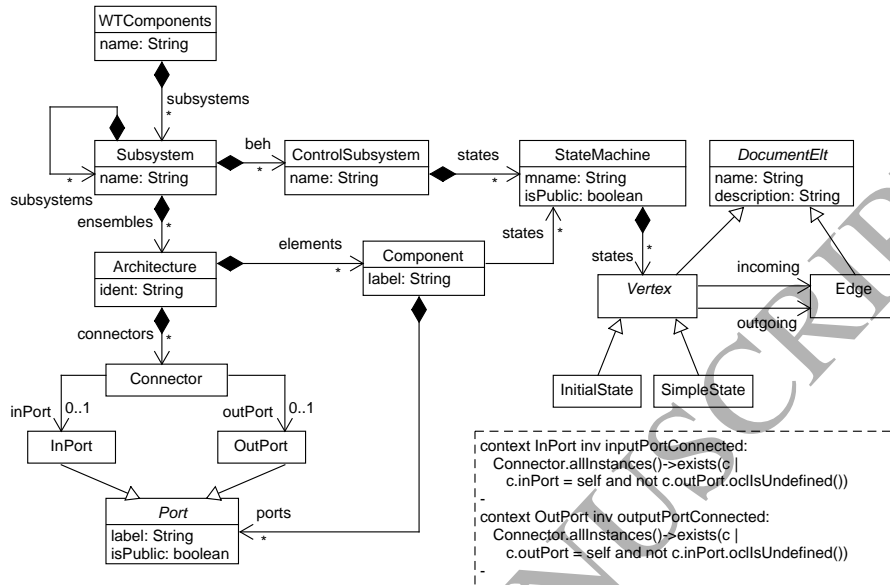 WTComponents
name: String
subsystems
*
Subsystem
name: String
*
subsystems
beh
*
ControlSubsystem
name: String
states
*
StateMachine
mname: String
isPublic: boolean
DocumentElt
name: String
description: String
ensembles
*
Architecture
ident: String
elements
*
Component
label: String
states
*
states
*
Vertex
incoming
outgoing
Edge
connectors
*
Connector
inPort
0..1
outPort
0..1
InPort
OutPort
InitialState
SimpleState
Port
label: String
isPublic: boolean
ports
*
context InPort inv inputPortConnected:
Connector.allInstances()->exists(c |
c.inPort = self and not c.outPort.oclIsUndefined())
-
context OutPort inv outputPortConnected:
Connector.allInstances()->exists(c |
c.outPort = self and not c.inPort.oclIsUndefined())
-
NUSCRIP